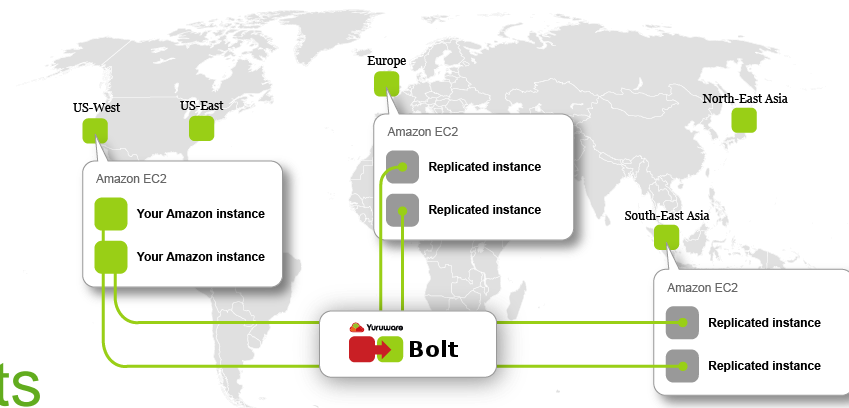 Europe
US-West
US-East
North-East Asia
Amazon EC2
Replicated instance
Replicated instance
Amazon EC2
Your Amazon instance
Your Amazon instance
South-East Asia
Amazon EC2
Replicated instance
Replicated instance
Yuruware
Bolt
ts